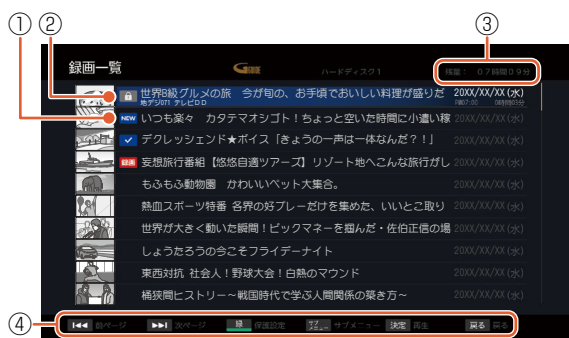 ① ② ③
録画一覧 Gガイド ハードディスク1 残量： 07時間09分
世界B級グルメの旅 今が旬の、お手頃でおいしい料理が盛りだ 20XX/XX/XX (水)
地デジ071 テレビDD PM07:00 0時間03分
NEW いつも楽々 カタテマオシゴト！ちょっと空いた時間に小遣い稼 20XX/XX/XX (水)
デクレッシェンド★ボイス「きょうの声は一体なんだ？！」 20XX/XX/XX (水)
録画 妄想旅行番組【悠悠自適ツアーズ】リゾート地へこんな旅行がし 20XX/XX/XX (水)
もふもふ動物園 かわいいペット大集合。 20XX/XX/XX (水)
熱血スポーツ特番 各界の好プレーだけを集めた、いいとこ取り 20XX/XX/XX (水)
世界が大きく動いた瞬間！ビックマネーを掴んだ・佐伯正信の場 20XX/XX/XX (水)
しょうたろうの今こそフライデーナイト 20XX/XX/XX (水)
東西対抗 社会人！野球大会！白熱のマウンド 20XX/XX/XX (水)
桶狭間ヒストリー～戦国時代で学ぶ人間関係の築き方～ 20XX/XX/XX (水)
④ 前ページ 次ページ 緑 保護設定 サブメニュー サブメニュー 決定 再生 戻る 戻る